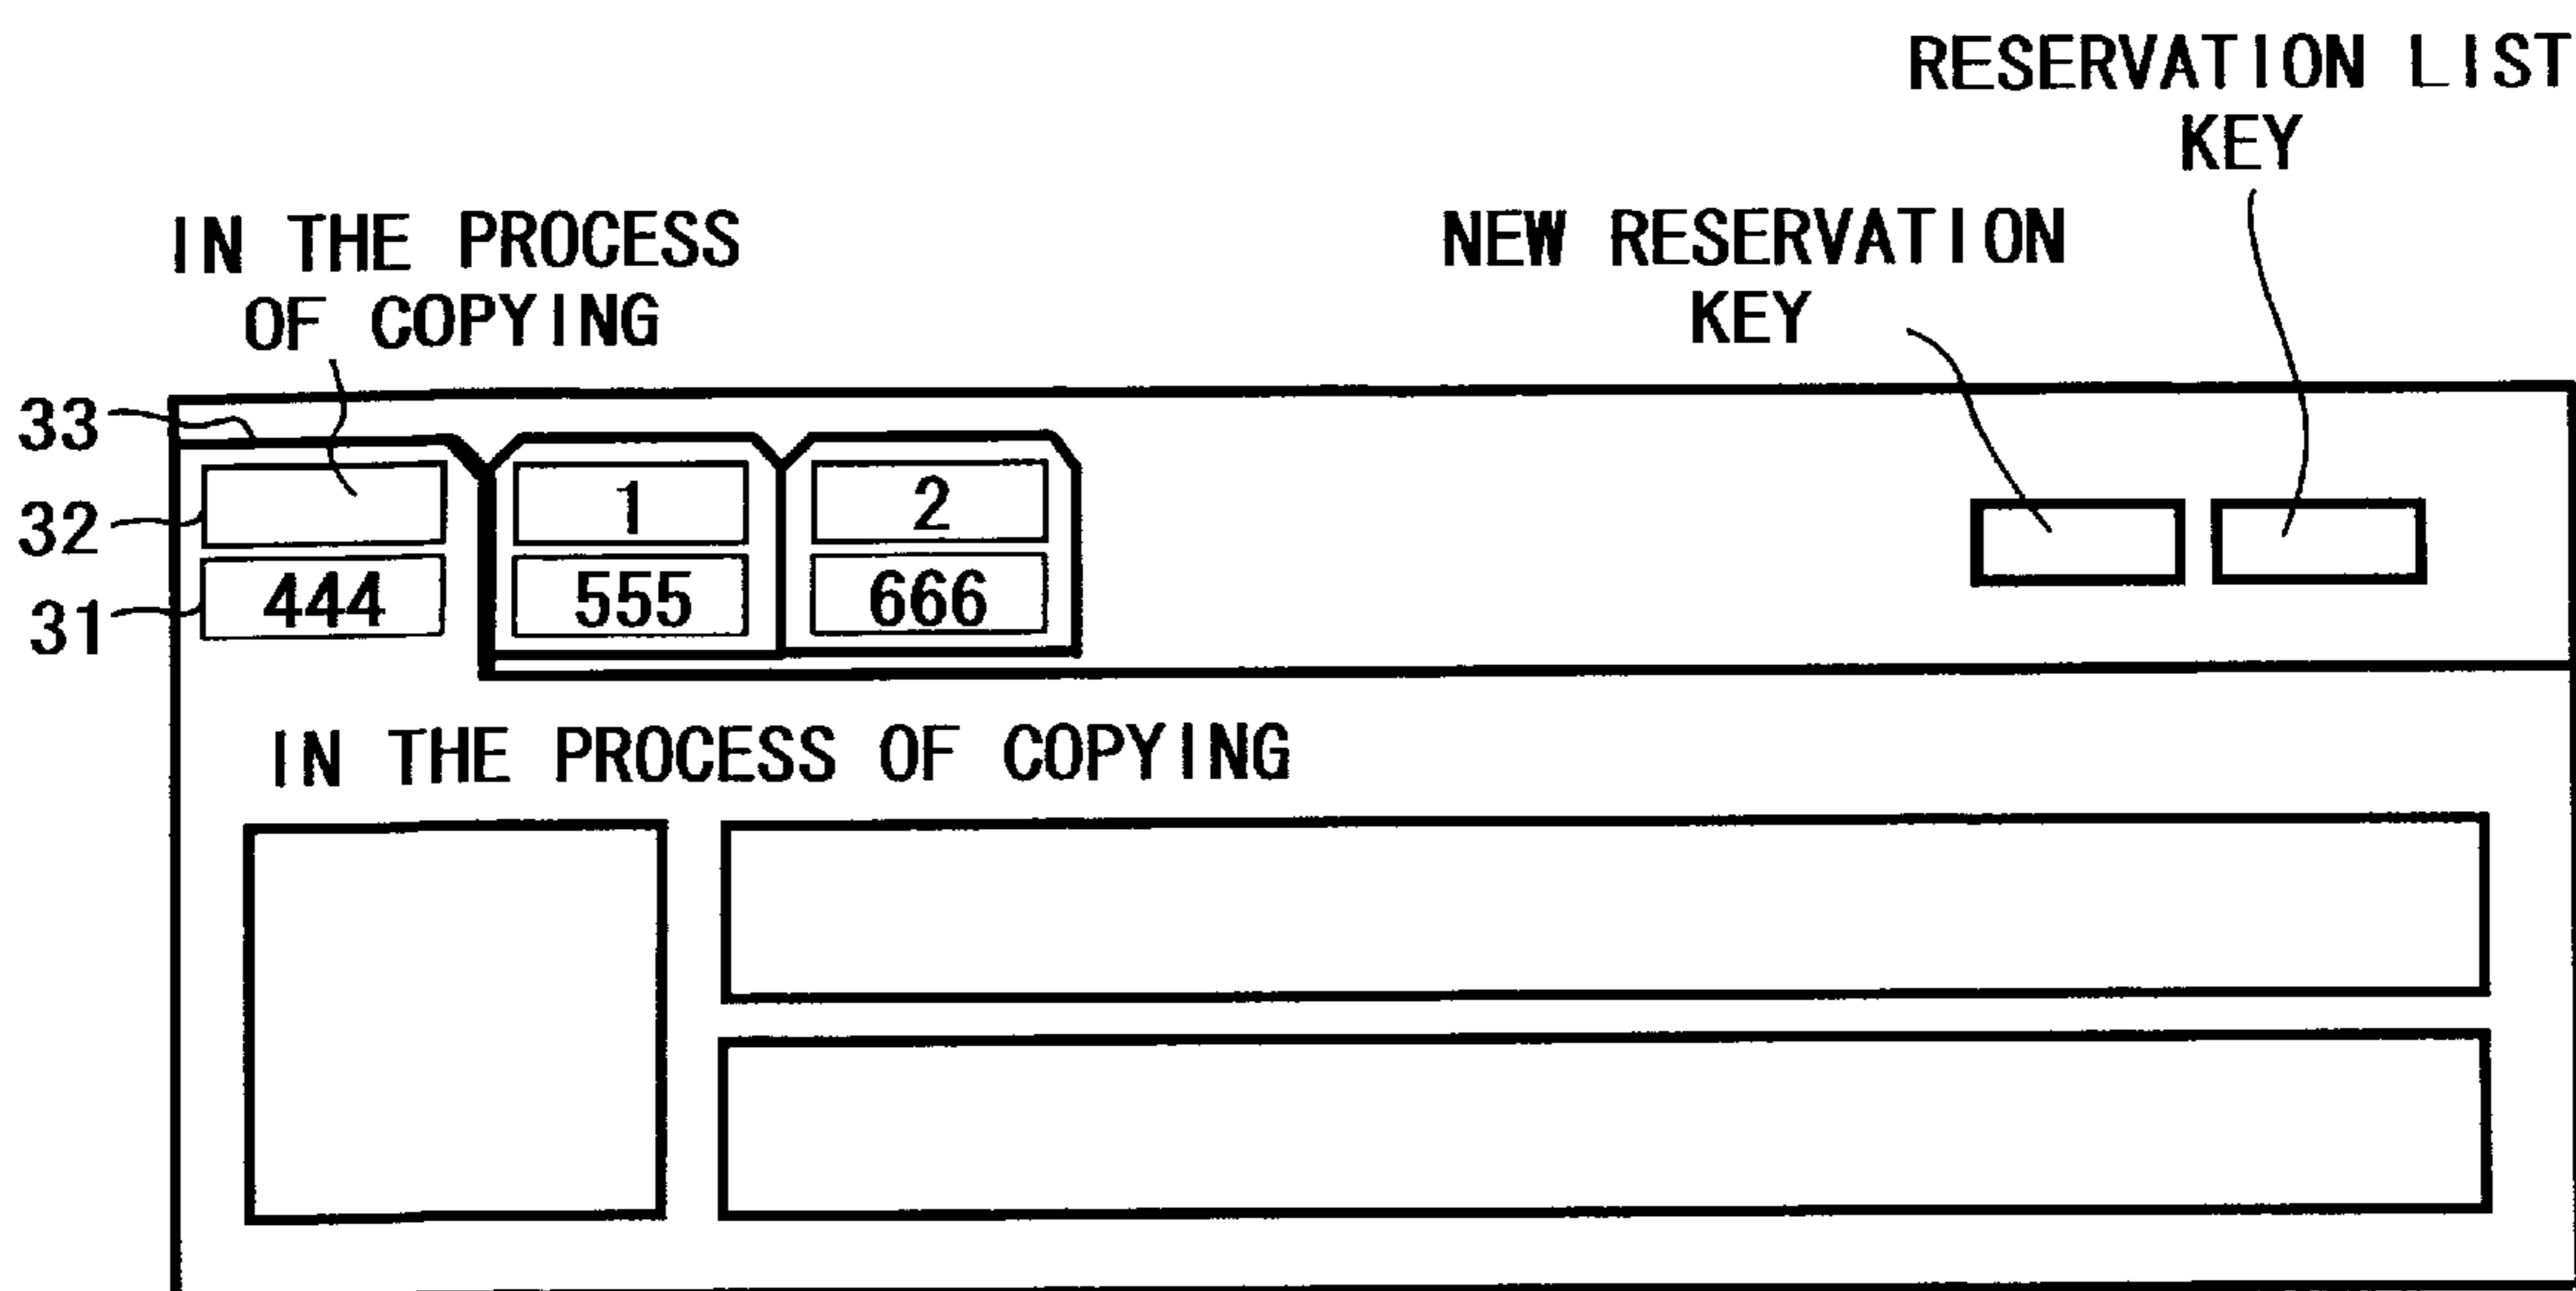 RESERVATION LIST
KEY
NEW RESERVATION
KEY
IN THE PROCESS
OF COPYING
33
32
1
2
31
444
555
666
IN THE PROCESS OF COPYING